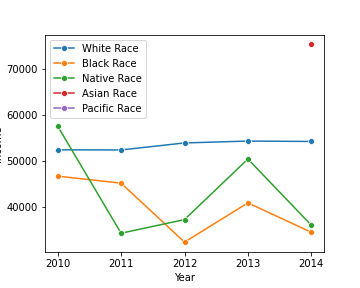 White Race
Black Race
Native Race
Asian Race
Pacific Race
70000
60000
50000
40000
2010 2011 2012 2013 2014
Year